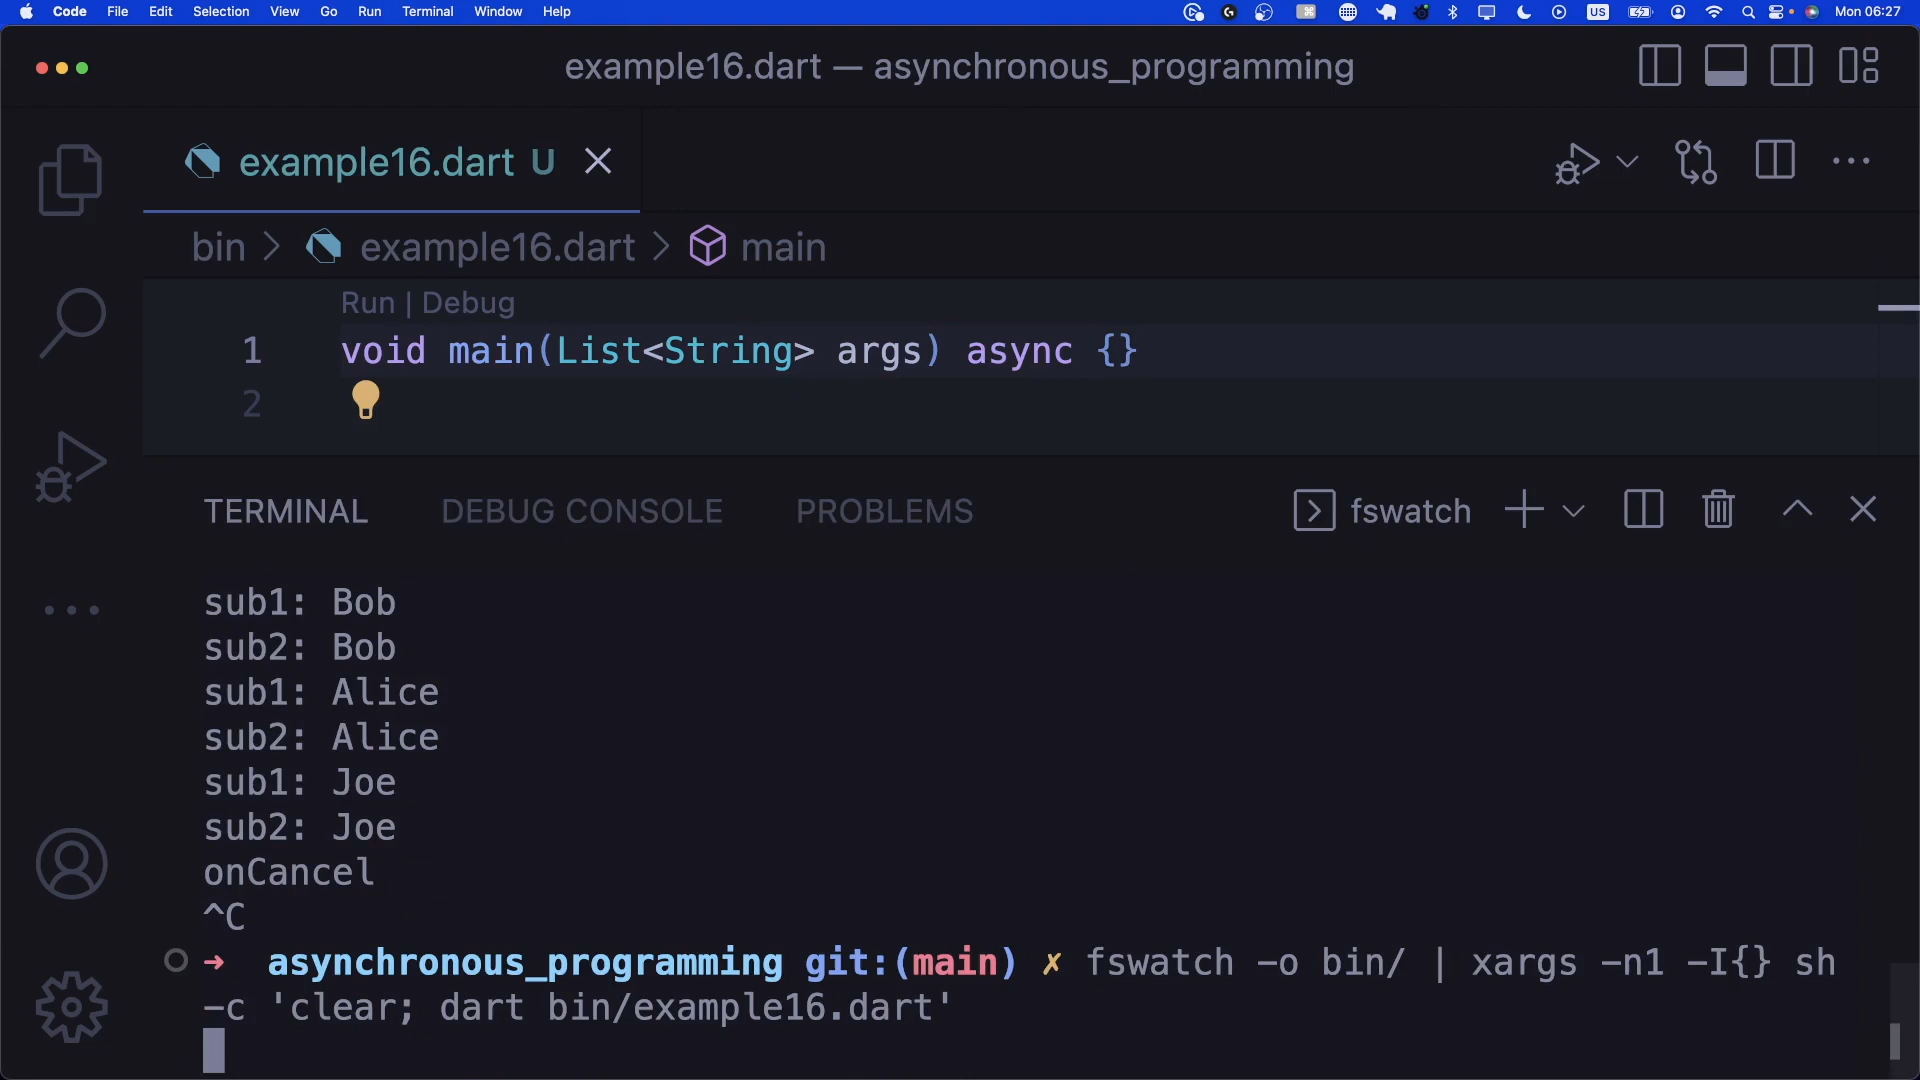 Code File Edit Selection View Go Run Terminal Window Help US Mon 06:27
example16.dart — asynchronous_programming
example16.dart U
bin > example16.dart > main
Run | Debug
1 void main(List<String> args) async {}
2
TERMINAL DEBUG CONSOLE PROBLEMS fswatch
sub1: Bob
sub2: Bob
sub1: Alice
sub2: Alice
sub1: Joe
sub2: Joe
onCancel
^C
➜ asynchronous_programming git:(main) ✗ fswatch -o bin/ | xargs -n1 -I{} sh
-c 'clear; dart bin/example16.dart'